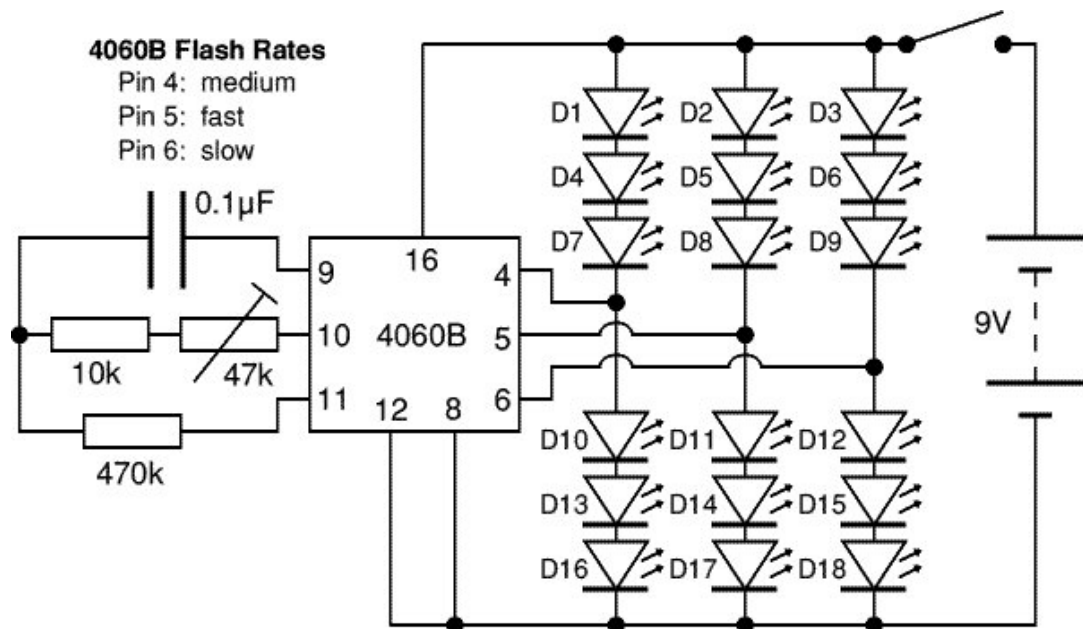 4060B Flash Rates
Pin 4: medium
Pin 5: fast
Pin 6: slow
0.1µF
D1
D2
D3
D4
D5
D6
D7
D8
D9
9
16
4
10
4060B
5
9V
10k
47k
11
12
8
6
470k
D10
D11
D12
D13
D14
D15
D16
D17
D18